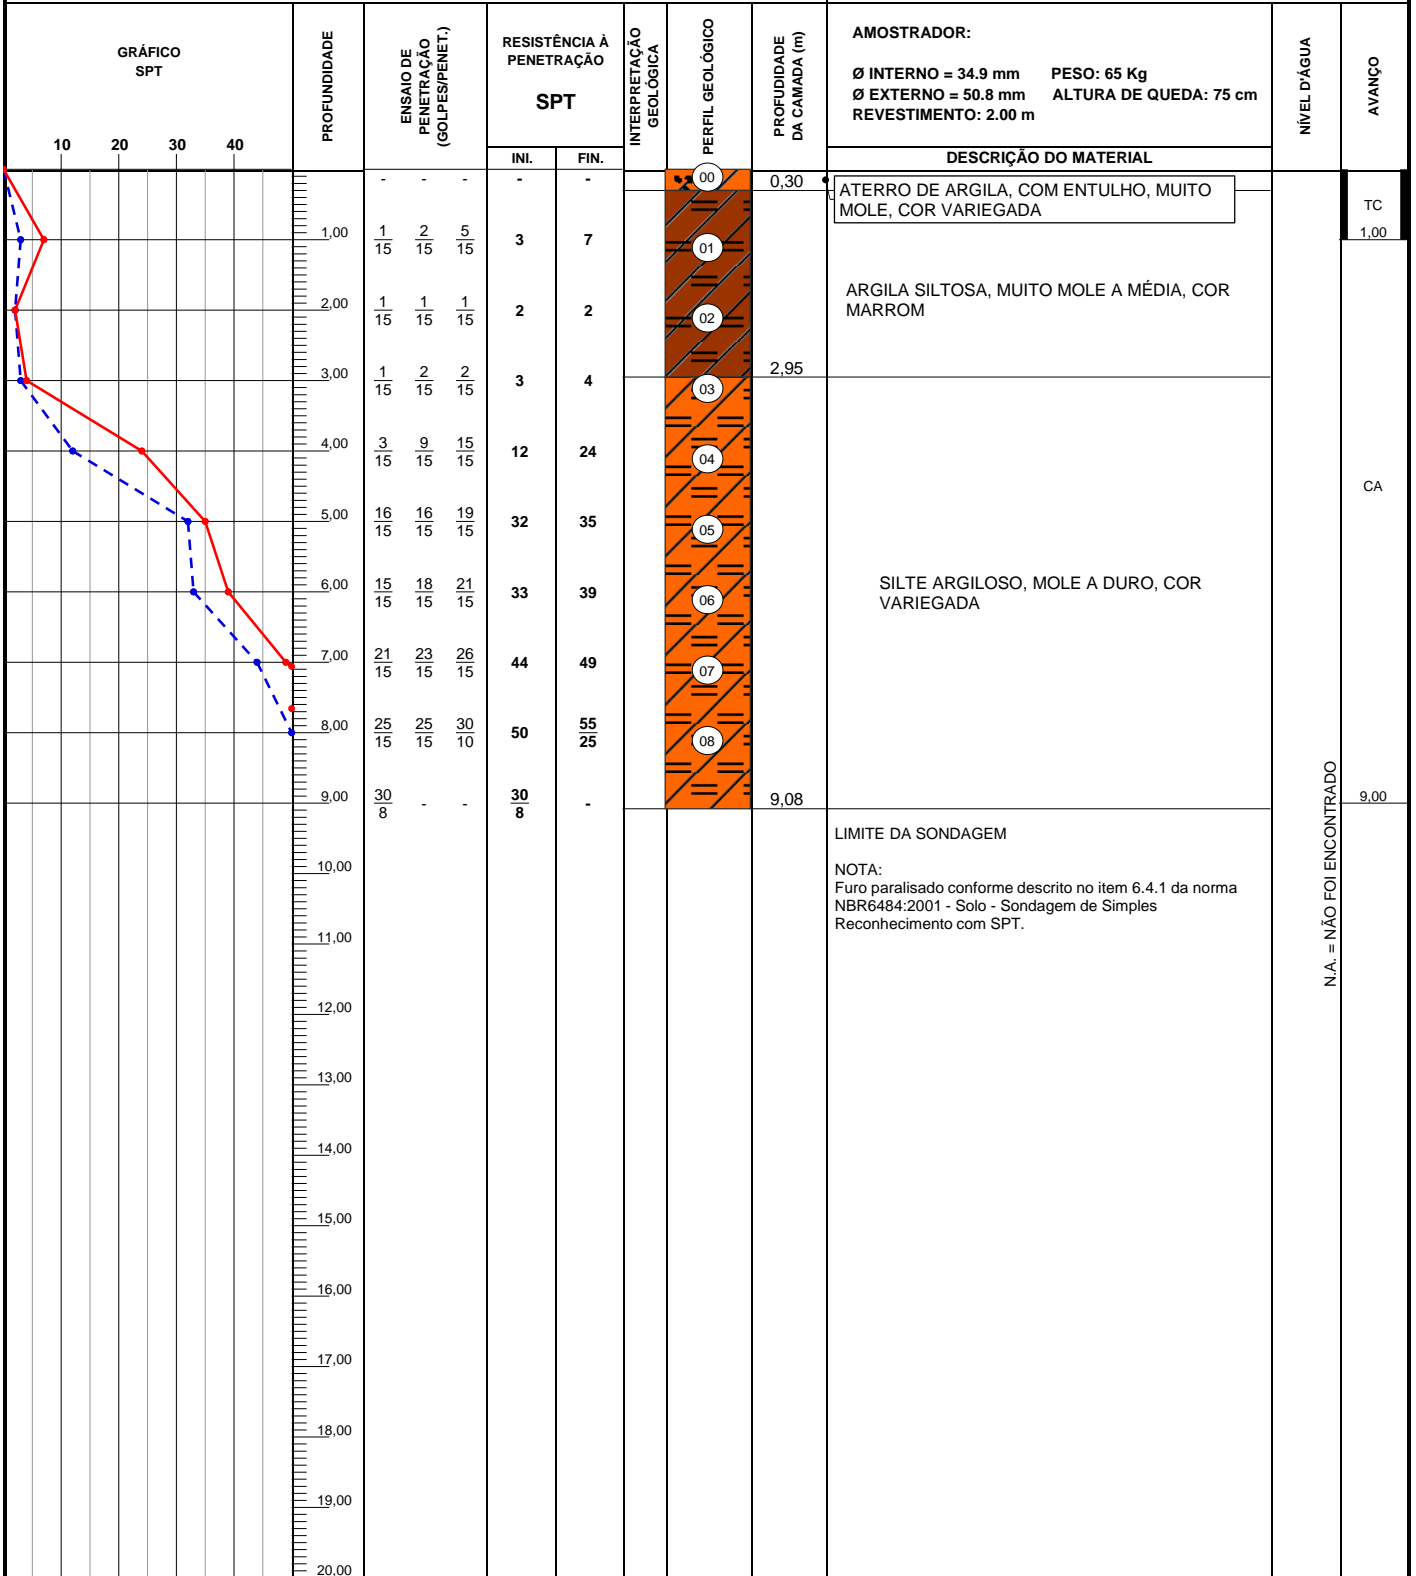 GRÁFICO
SPT
10 20 30 40
PROFUNDIDADE
ENSAIO DE
PENETRAÇÃO
(GOLPES/PENET.)
RESISTÊNCIA À
PENETRAÇÃO
SPT
INI. FIN.
INTERPRETAÇÃO
GEOLÓGICA
PERFIL GEOLÓGICO
PROFUDIDADE
DA CAMADA (m)
AMOSTRADOR:
Ø INTERNO = 34.9 mm PESO: 65 Kg
Ø EXTERNO = 50.8 mm ALTURA DE QUEDA: 75 cm
REVESTIMENTO: 2.00 m
DESCRIÇÃO DO MATERIAL
NÍVEL D'ÁGUA
AVANÇO
- - - - - 00 0,30
ATERRO DE ARGILA, COM ENTULHO, MUITO
MOLE, COR VARIEGADA
TC
1,00 1/15 2/15 5/15 3 7 01 1,00
ARGILA SILTOSA, MUITO MOLE A MÉDIA, COR
MARROM
2,00 1/15 1/15 1/15 2 2 02
2,95
3,00 1/15 2/15 2/15 3 4 03
4,00 3/15 9/15 15/15 12 24 04
CA
5,00 16/15 16/15 19/15 32 35 05
SILTE ARGILOSO, MOLE A DURO, COR
VARIEGADA
6,00 15/15 18/15 21/15 33 39 06
7,00 21/15 23/15 26/15 44 49 07
8,00 25/15 25/15 30/10 50 55/25 08
9,00 30/8 - - 30/8 - 9,08 9,00
LIMITE DA SONDAGEM
NOTA:
Furo paralisado conforme descrito no item 6.4.1 da norma
NBR6484:2001 - Solo - Sondagem de Simples
Reconhecimento com SPT.
N.A. = NÃO FOI ENCONTRADO
10,00
11,00
12,00
13,00
14,00
15,00
16,00
17,00
18,00
19,00
20,00